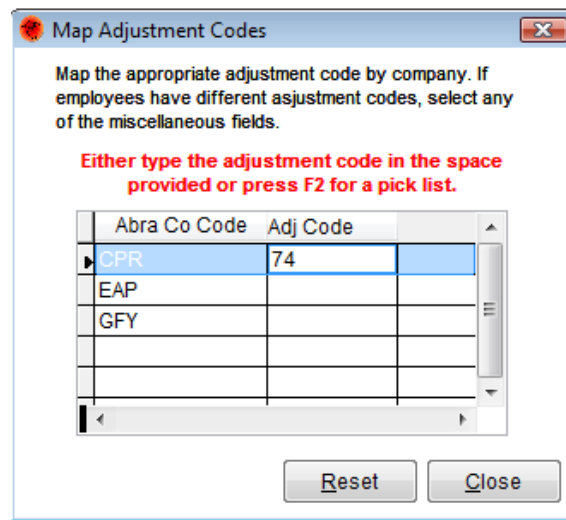 Map Adjustment Codes
Map the appropriate adjustment code by company. If
employees have different asjustment codes, select any
of the miscellaneous fields.
Either type the adjustment code in the space
provided or press F2 for a pick list.
Abra Co Code Adj Code
CPR 74
EAP
GFY
Reset Close